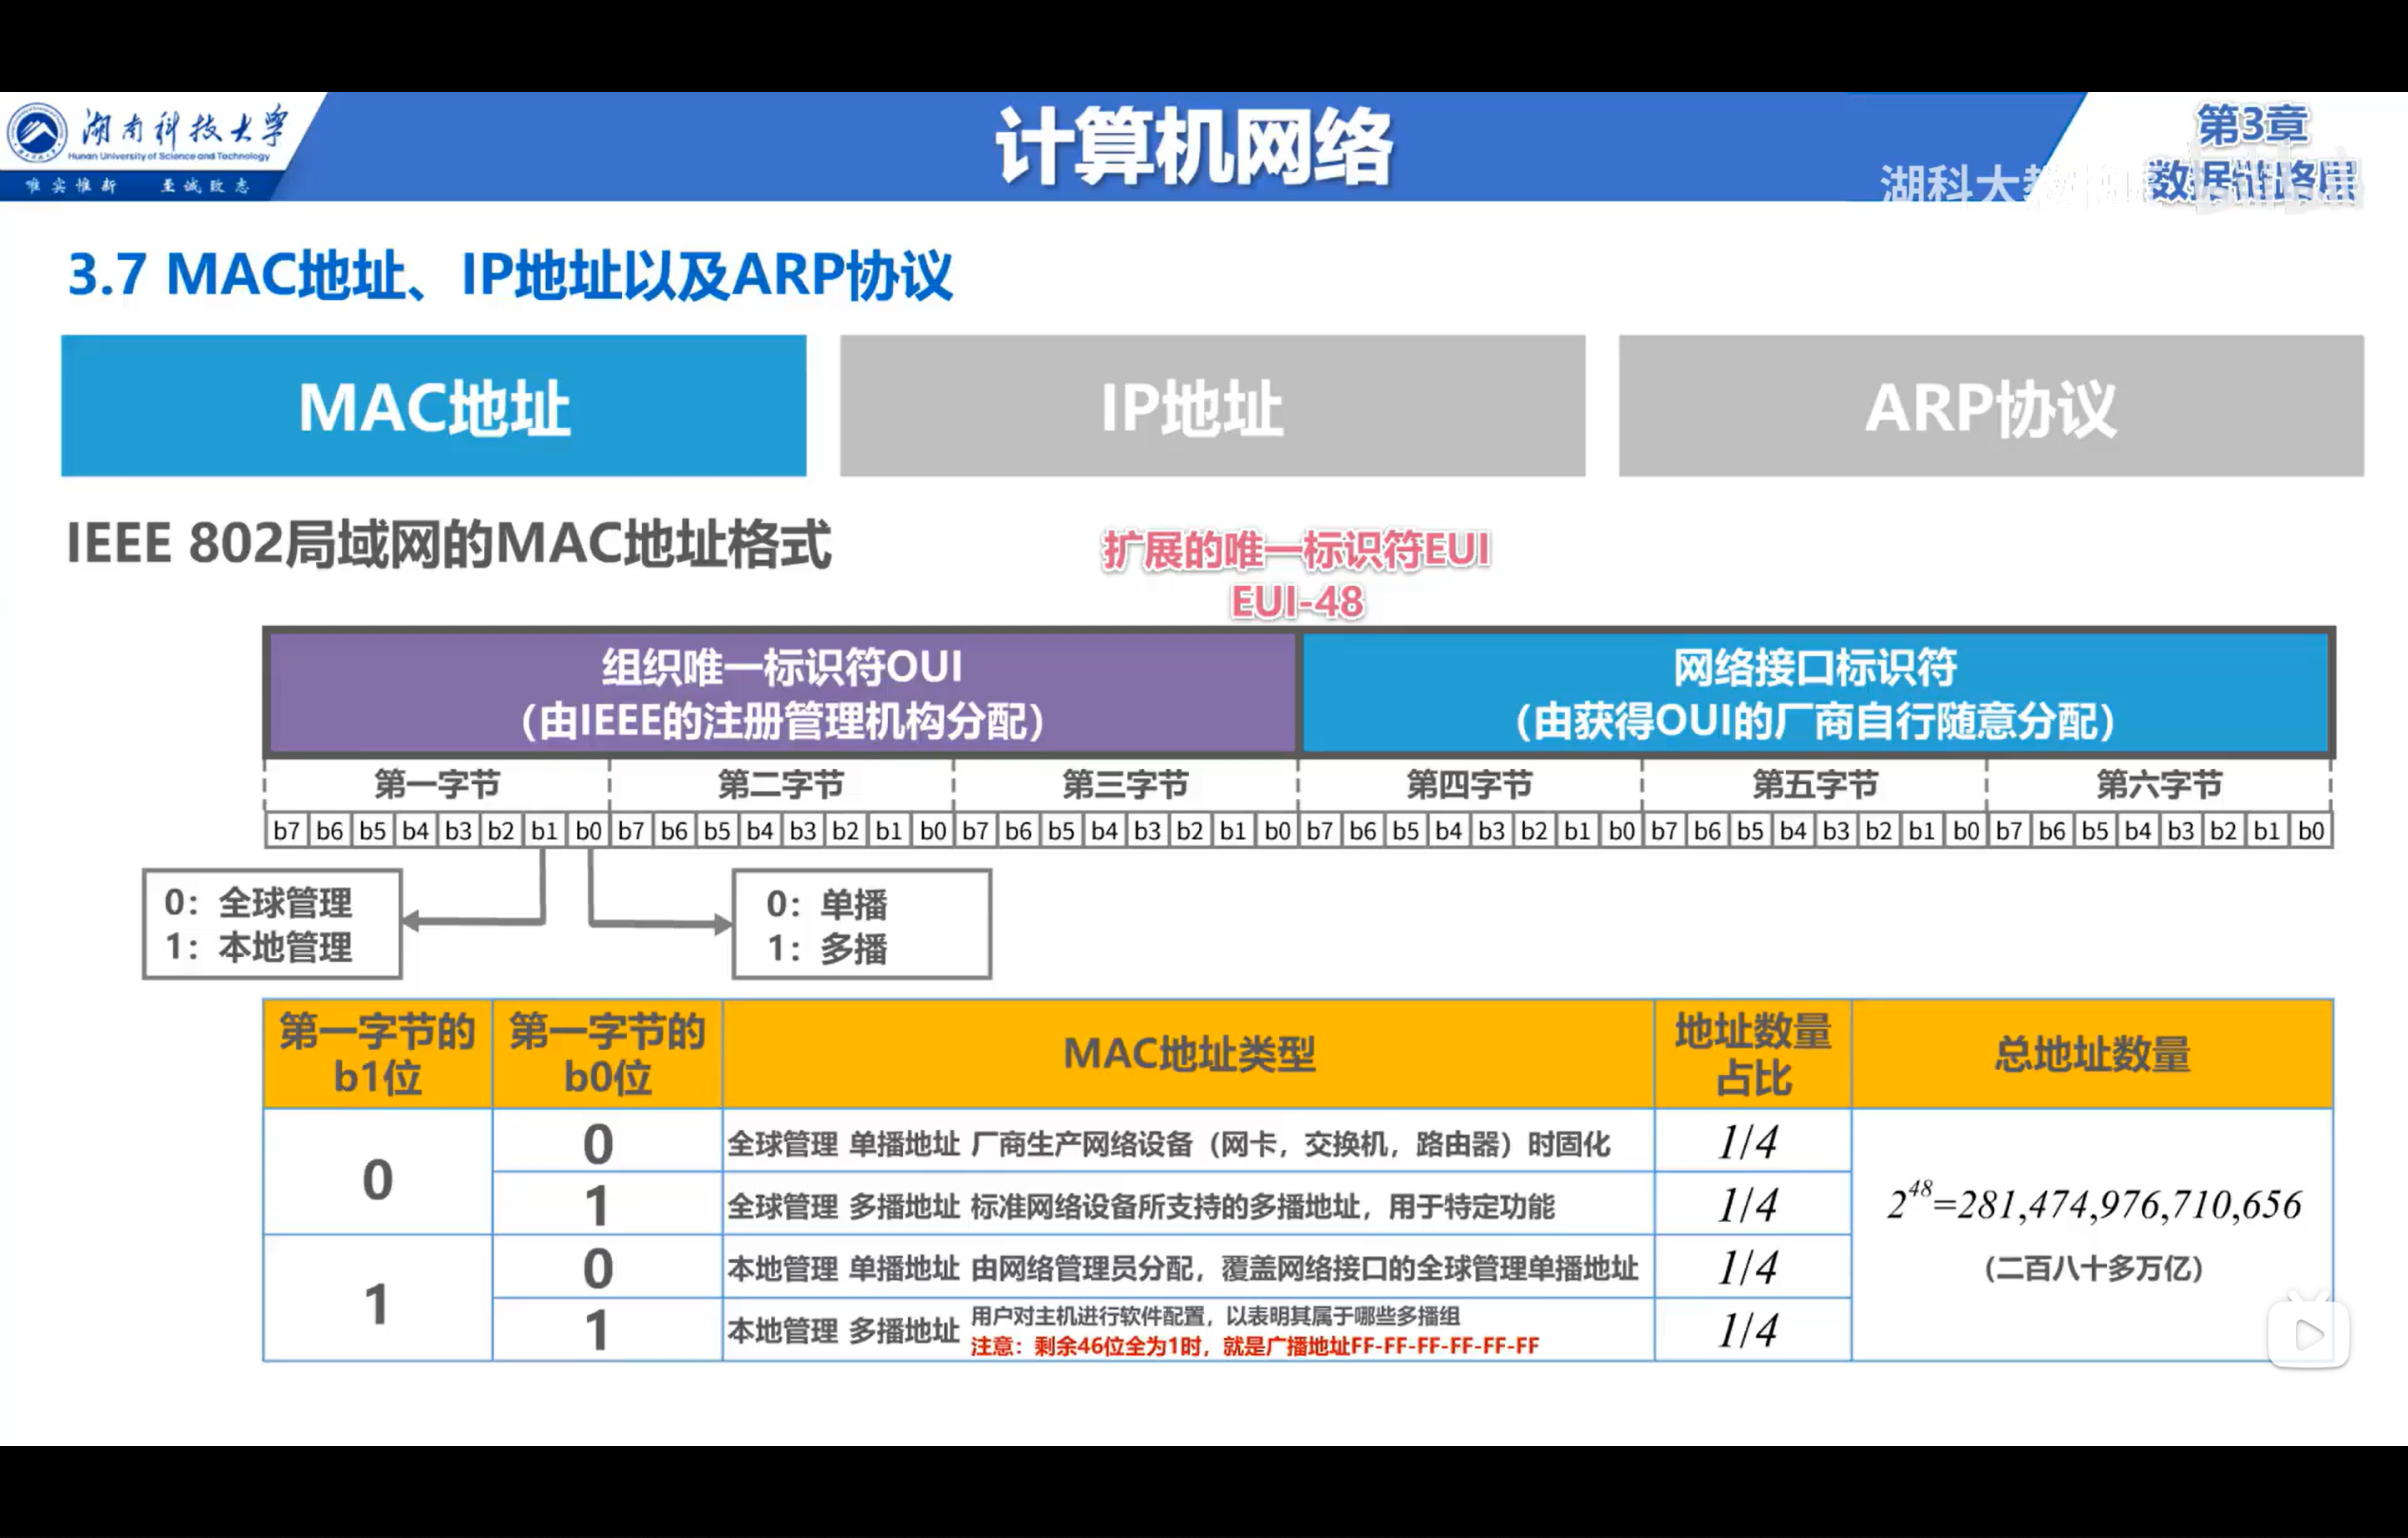 湖南科技大学
Hunan University of Science and Technology
唯实惟新 至诚致志
计算机网络
第3章
数据链路层
湖科大教
3.7 MAC地址、IP地址以及ARP协议
MAC地址
IP地址
ARP协议
IEEE 802局域网的MAC地址格式
扩展的唯一标识符EUI
EUI-48
组织唯一标识符OUI
（由IEEE的注册管理机构分配）
网络接口标识符
（由获得OUI的厂商自行随意分配）
第一字节 第二字节 第三字节 第四字节 第五字节 第六字节
b7 b6 b5 b4 b3 b2 b1 b0 b7 b6 b5 b4 b3 b2 b1 b0 b7 b6 b5 b4 b3 b2 b1 b0 b7 b6 b5 b4 b3 b2 b1 b0 b7 b6 b5 b4 b3 b2 b1 b0 b7 b6 b5 b4 b3 b2 b1 b0
0：全球管理
1：本地管理
0：单播
1：多播
第一字节的
b1位
第一字节的
b0位
MAC地址类型
地址数量
占比
总地址数量
0
0
全球管理 单播地址 厂商生产网络设备（网卡，交换机，路由器）时固化
1/4
1
全球管理 多播地址 标准网络设备所支持的多播地址，用于特定功能
1/4
1
0
本地管理 单播地址 由网络管理员分配，覆盖网络接口的全球管理单播地址
1/4
1
本地管理 多播地址
用户对主机进行软件配置，以表明其属于哪些多播组
注意：剩余46位全为1时，就是广播地址FF-FF-FF-FF-FF-FF
1/4
2^48=281,474,976,710,656
（二百八十多万亿）